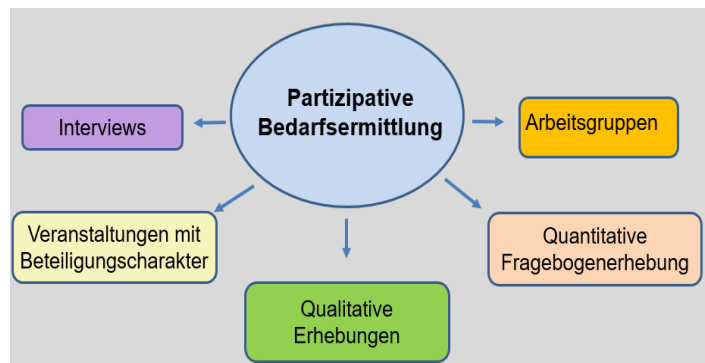 Partizipative
Bedarfsermittlung
Interviews
Arbeitsgruppen
Veranstaltungen mit
Beteiligungscharakter
Quantitative
Fragebogenerhebung
Qualitative
Erhebungen